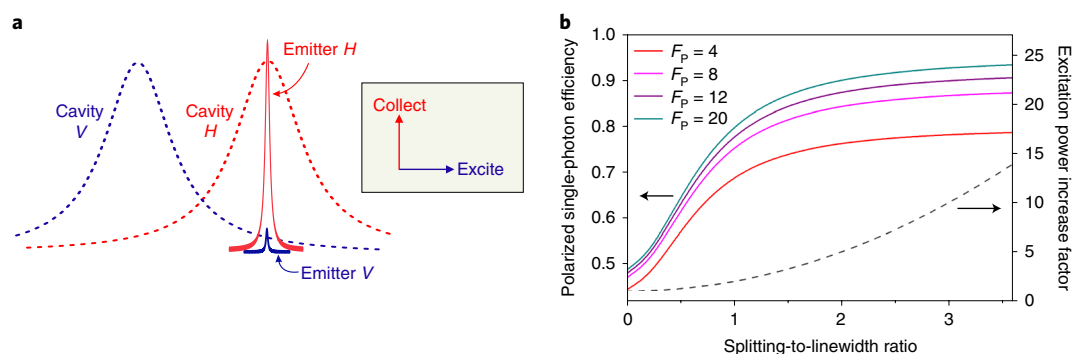 a
Emitter H
Cavity
V
Cavity
H
Collect
Excite
Emitter V
b
Polarized single-photon efficiency
1.0
0.9
0.8
0.7
0.6
0.5
F_P = 4
F_P = 8
F_P = 12
F_P = 20
25
20
15
10
5
0
Excitation power increase factor
0 1 2 3
Splitting-to-linewidth ratio